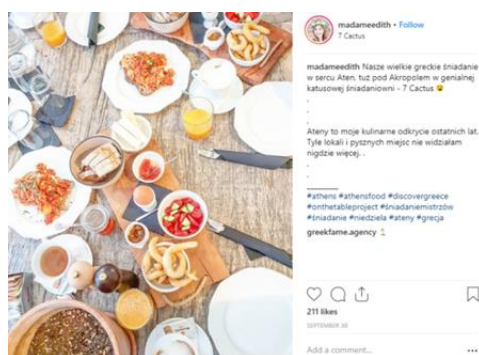 madameedith • Follow
7 Cactus
madameedith Nasze wielkie greckie śniadanie
w sercu Aten, tuż pod Akropolem w genialnej
katusowej śniadaniowni - 7 Cactus 😮
.
.
.
Ateny to moje kulinarne odkrycie ostatnich lat.
Tyle lokali i pysznych miejsc nie widziałam
nigdzie więcej. .
.
.
#athens #athensfood #discovergreece
#onthetableproject #śniadaniemistrzów
#śniadanie #niedziela #ateny #grecja
greekfame.agency
211 likes
SEPTEMBER 30
Add a comment...